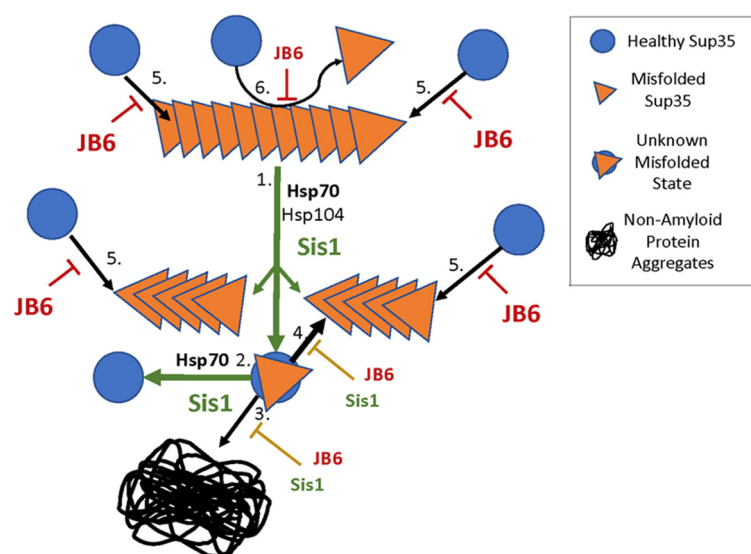 JB6
5.
6.
5.
JB6
JB6
1.
Hsp70
Hsp104
Sis1
5.
JB6
5.
JB6
4.
Hsp70 2.
Sis1
JB6
Sis1
3.
JB6
Sis1
Healthy Sup35
Misfolded
Sup35
Unknown
Misfolded
State
Non-Amyloid
Protein
Aggregates